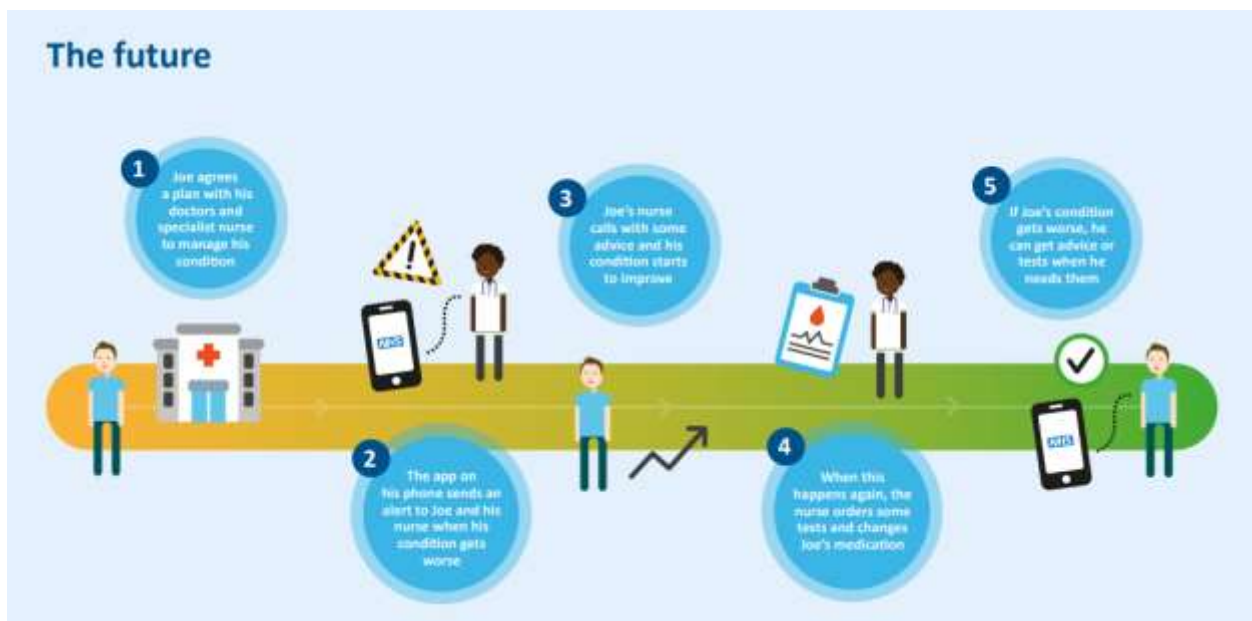 The future
1
Joe agrees
a plan with his
doctors and
specialist nurse
to manage his
condition
NHS
2
The app on
his phone sends an
alert to Joe and his
nurse when his
condition gets
worse
3
Joe's nurse
calls with some
advice and his
condition starts
to improve
4
When this
happens again, the
nurse orders some
tests and changes
Joe's medication
5
If Joe's condition
gets worse, he
can get advice or
tests when he
needs them
NHS